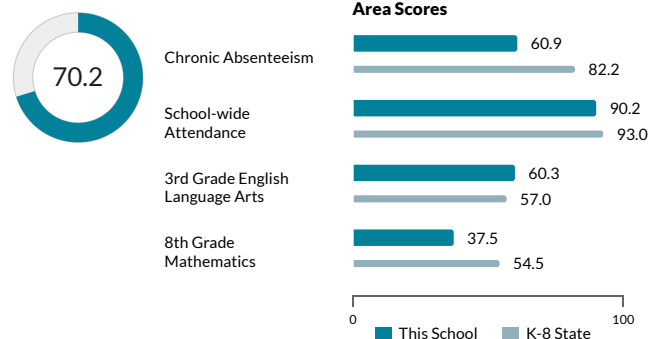 Area Scores
70.2
Chronic Absenteeism
60.9
82.2
School-wide
Attendance
90.2
93.0
3rd Grade English
Language Arts
60.3
57.0
8th Grade
Mathematics
37.5
54.5
0
100
This School
K-8 State